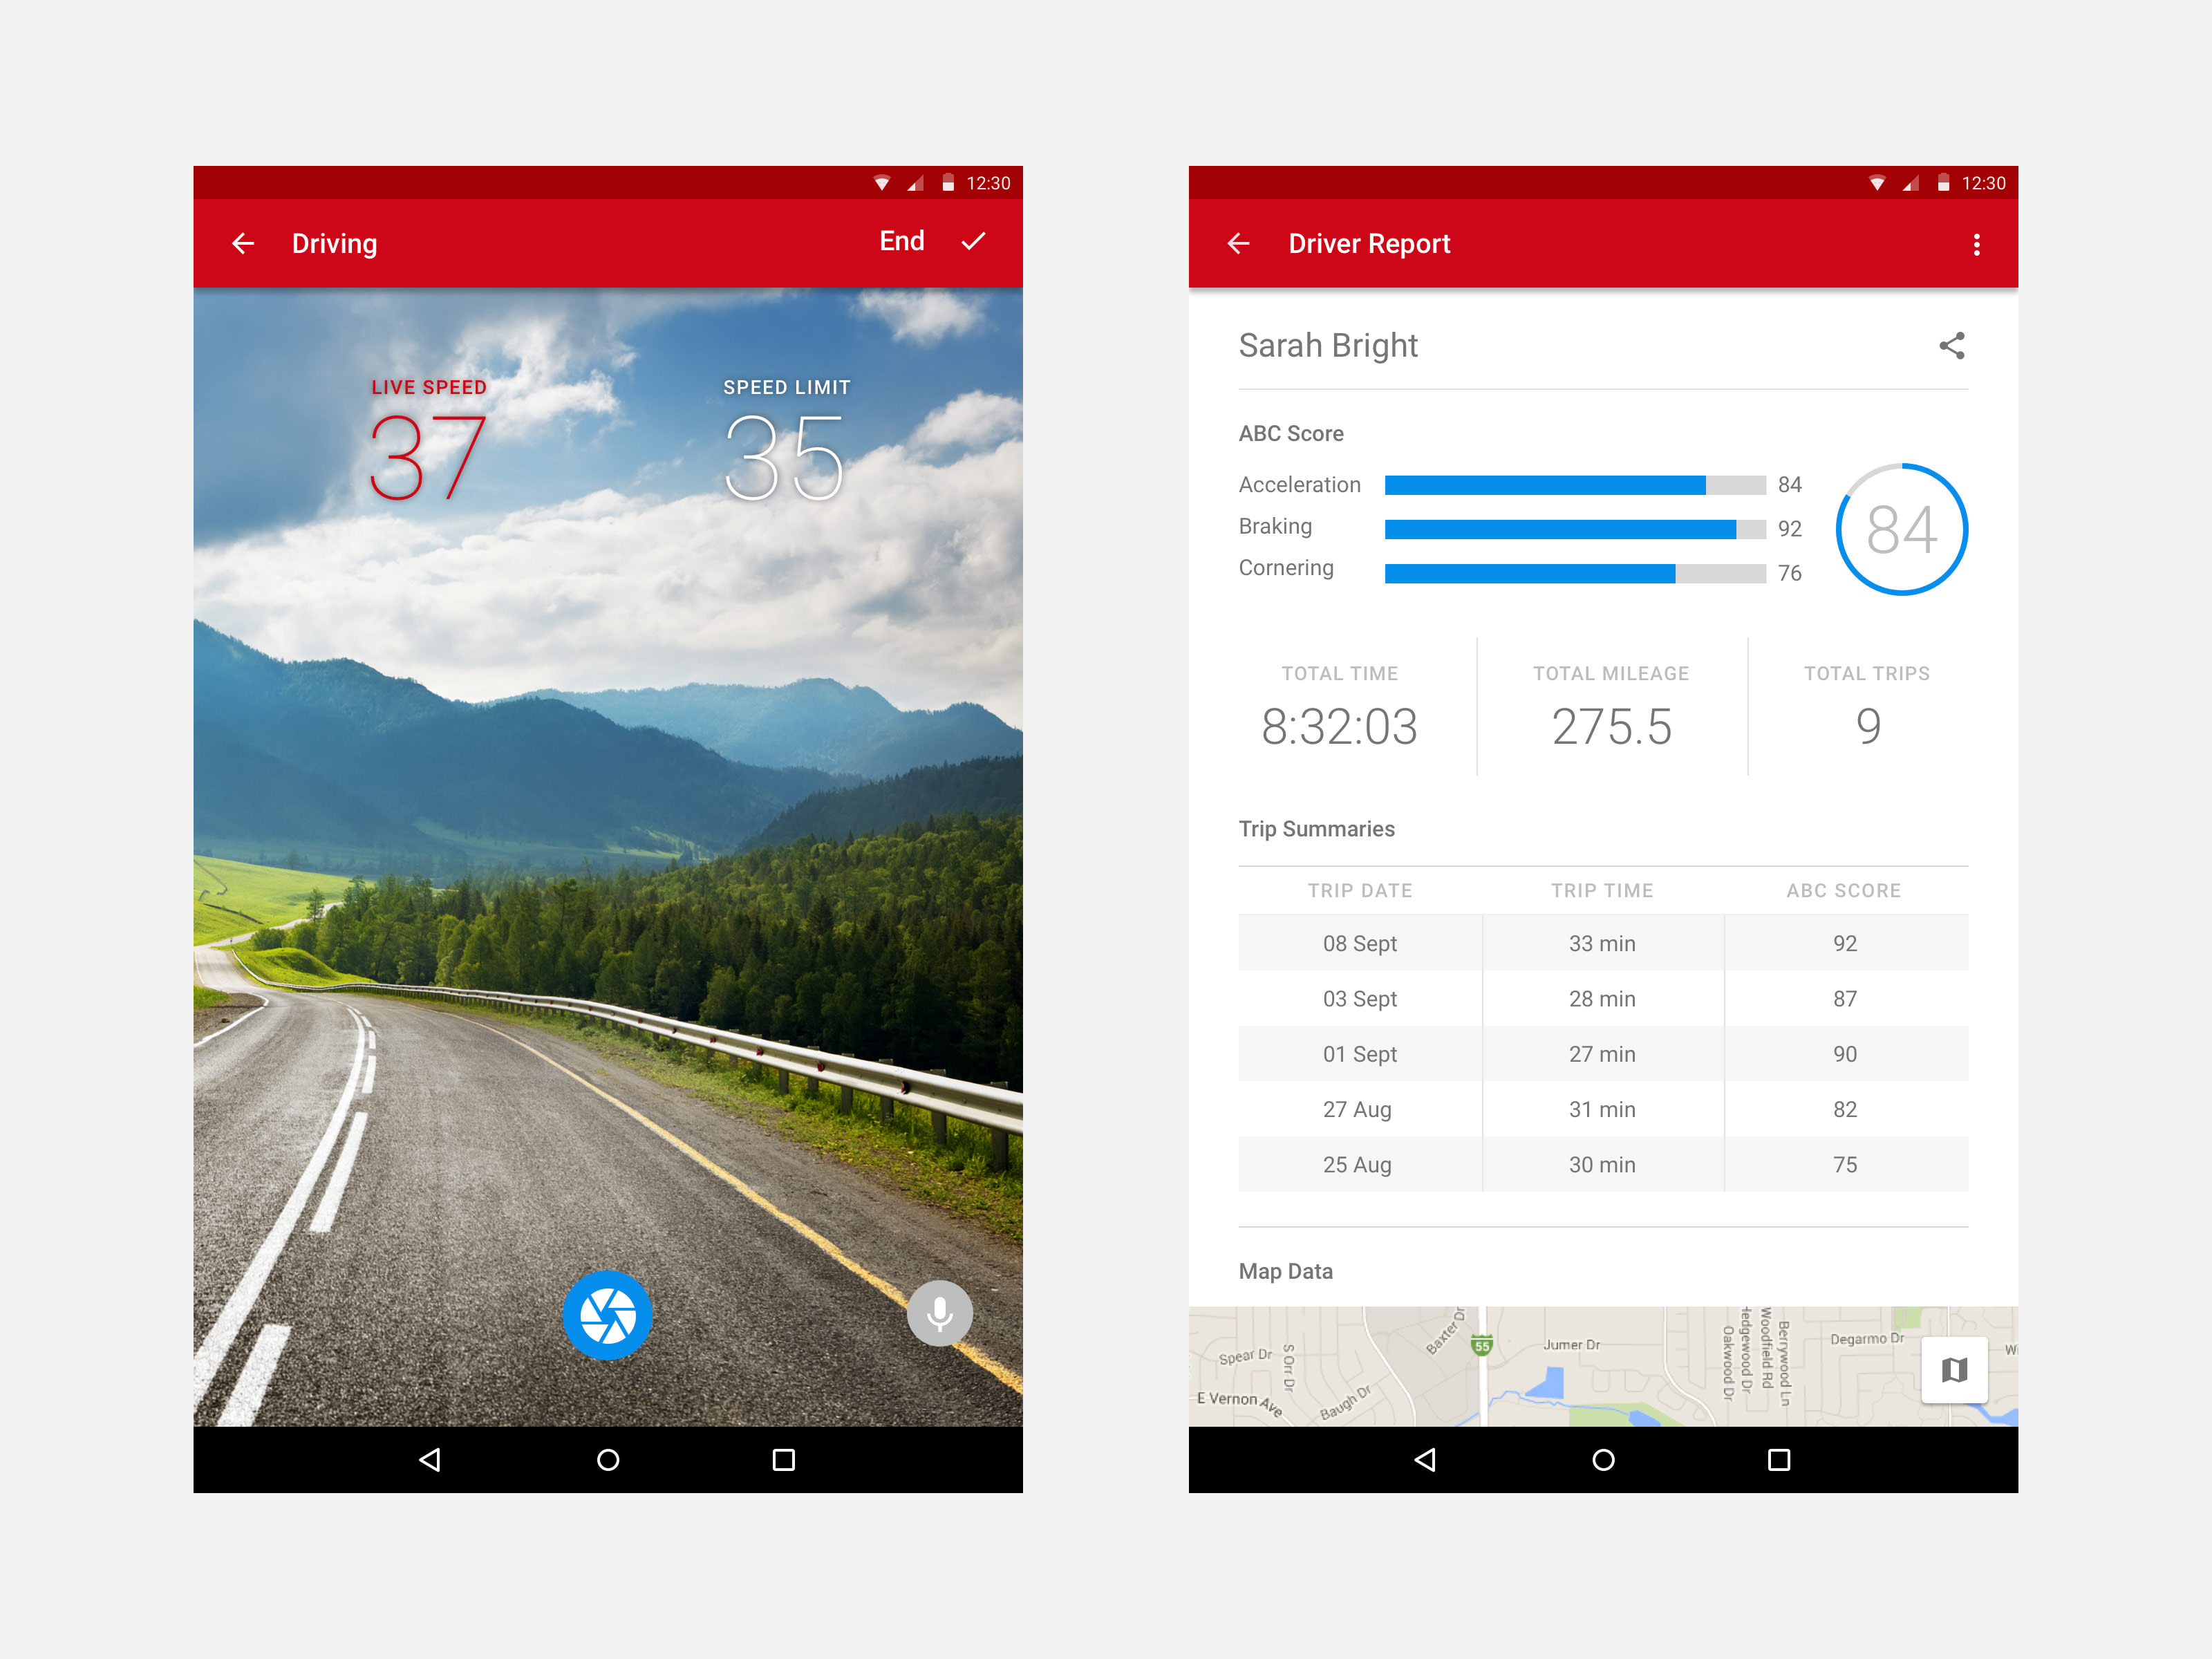 12:30
Driving
End
LIVE SPEED
SPEED LIMIT
37
35
12:30
Driver Report
Sarah Bright
ABC Score
Acceleration 84
Braking 92
Cornering 76
84
TOTAL TIME
TOTAL MILEAGE
TOTAL TRIPS
8:32:03
275.5
9
Trip Summaries
TRIP DATE TRIP TIME ABC SCORE
08 Sept 33 min 92
03 Sept 28 min 87
01 Sept 27 min 90
27 Aug 31 min 82
25 Aug 30 min 75
Map Data
Spear Dr
S Orr Dr
E Vernon Ave
Baugh Dr
Baxter Dr
55
Jumer Dr
Oakwood Dr
Hedgewood Dr
Woodfield Rd
Berrywood Ln
Degarmo Dr